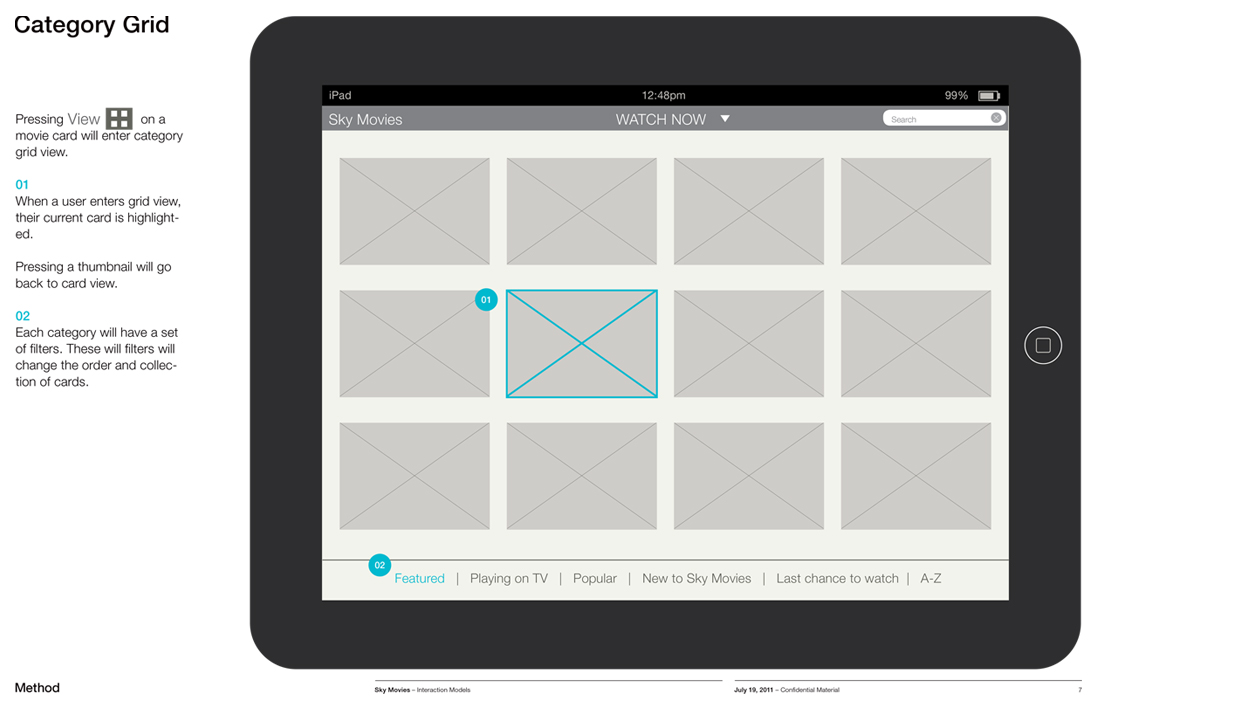 Category Grid
Pressing View on a
movie card will enter category
grid view.
01
When a user enters grid view,
their current card is highlight-
ed.
Pressing a thumbnail will go
back to card view.
02
Each category will have a set
of filters. These will filters will
change the order and collec-
tion of cards.
iPad 12:48pm 99%
Sky Movies WATCH NOW ▼ Search
01
02
Featured | Playing on TV | Popular | New to Sky Movies | Last chance to watch | A-Z
Method
Sky Movies – Interaction Models
July 19, 2011 – Confidential Material
7